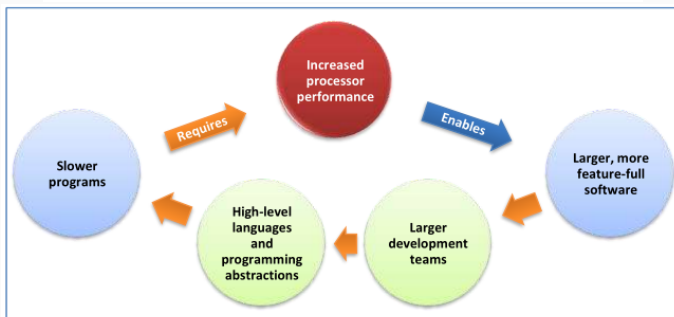 Increased
processor
performance
Requires
Enables
Slower
programs
Larger, more
feature-full
software
High-level
languages
and
programming
abstractions
Larger
development
teams